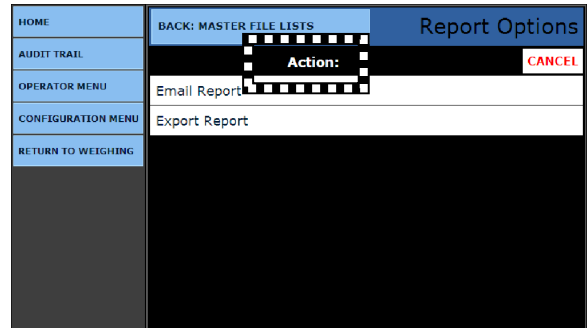 HOME
BACK: MASTER FILE LISTS
Report Options
AUDIT TRAIL
Action:
CANCEL
OPERATOR MENU
Email Report
CONFIGURATION MENU
Export Report
RETURN TO WEIGHING